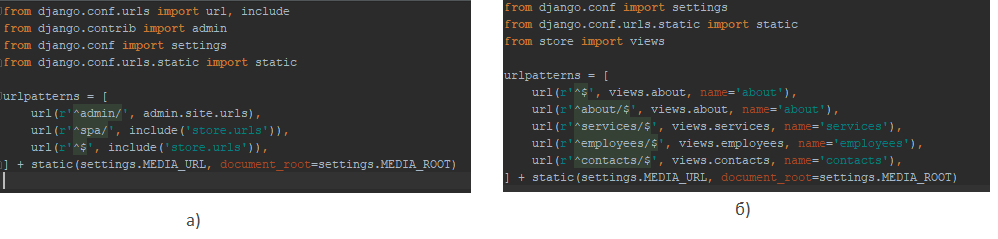 from django.conf.urls import url, include
from django.contrib import admin
from django.conf import settings
from django.conf.urls.static import static
urlpatterns = [
url(r'^admin/', admin.site.urls),
url(r'^spa/', include('store.urls')),
url(r'^$', include('store.urls')),
] + static(settings.MEDIA_URL, document_root=settings.MEDIA_ROOT)
а)
from django.conf import settings
from django.conf.urls.static import static
from store import views
urlpatterns = [
url(r'^$', views.about, name='about'),
url(r'^about/$', views.about, name='about'),
url(r'^services/$', views.services, name='services'),
url(r'^employees/$', views.employees, name='employees'),
url(r'^contacts/$', views.contacts, name='contacts'),
] + static(settings.MEDIA_URL, document_root=settings.MEDIA_ROOT)
б)